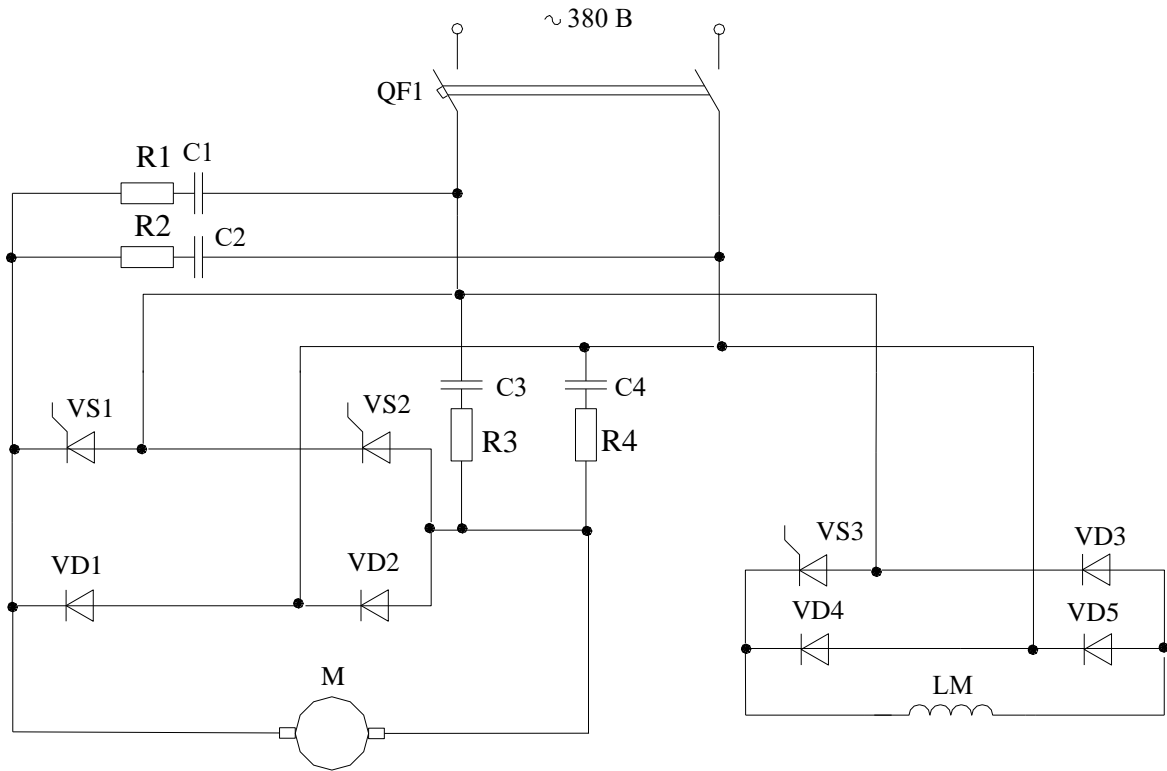 ~ 380 В
QF1
R1 C1
R2 C2
C3 C4
VS1 VS2
R3 R4
VS3 VD3
VD1 VD2
VD4 VD5
M LM